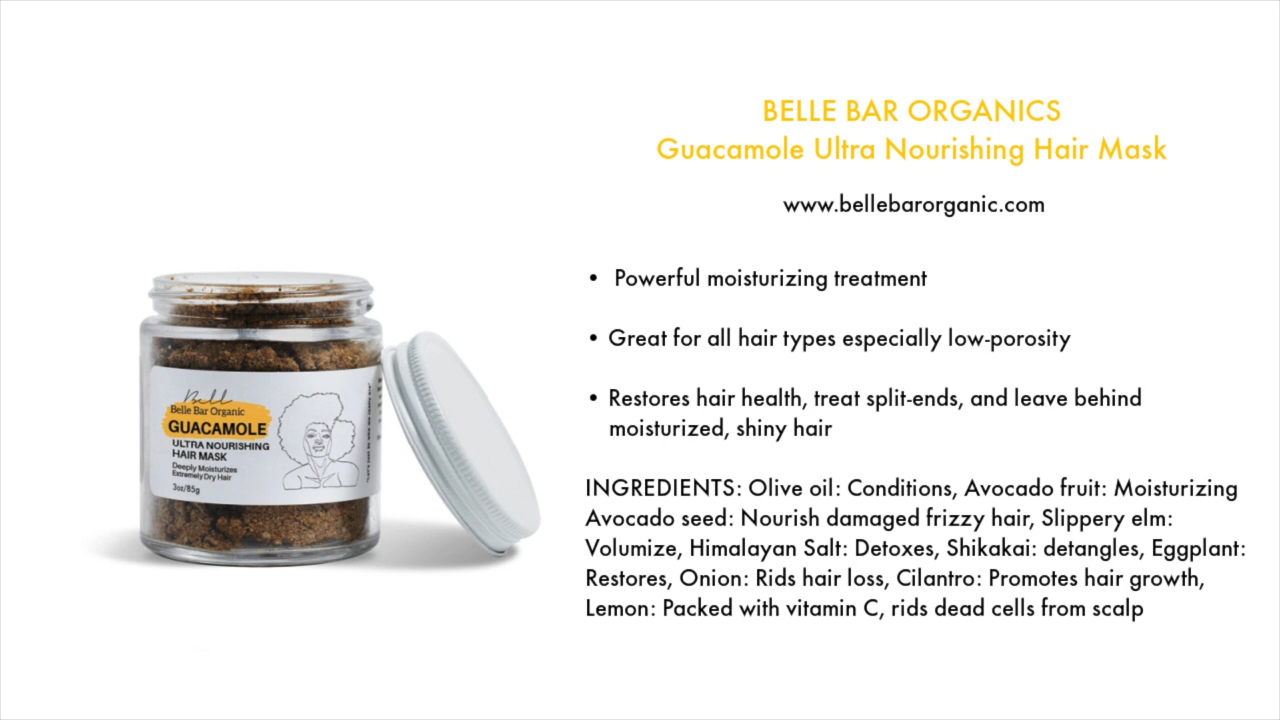 BELLE BAR ORGANICS
Guacamole Ultra Nourishing Hair Mask
www.bellebarorganic.com
• Powerful moisturizing treatment
• Great for all hair types especially low-porosity
• Restores hair health, treat split-ends, and leave behind
moisturized, shiny hair
INGREDIENTS: Olive oil: Conditions, Avocado fruit: Moisturizing
Avocado seed: Nourish damaged frizzy hair, Slippery elm:
Volumize, Himalayan Salt: Detoxes, Shikakai: detangles, Eggplant:
Restores, Onion: Rids hair loss, Cilantro: Promotes hair growth,
Lemon: Packed with vitamin C, rids dead cells from scalp
Bell
Belle Bar Organic
GUACAMOLE
ULTRA NOURISHING
HAIR MASK
Deeply Moisturizes
Extremely Dry Hair
3oz/85g